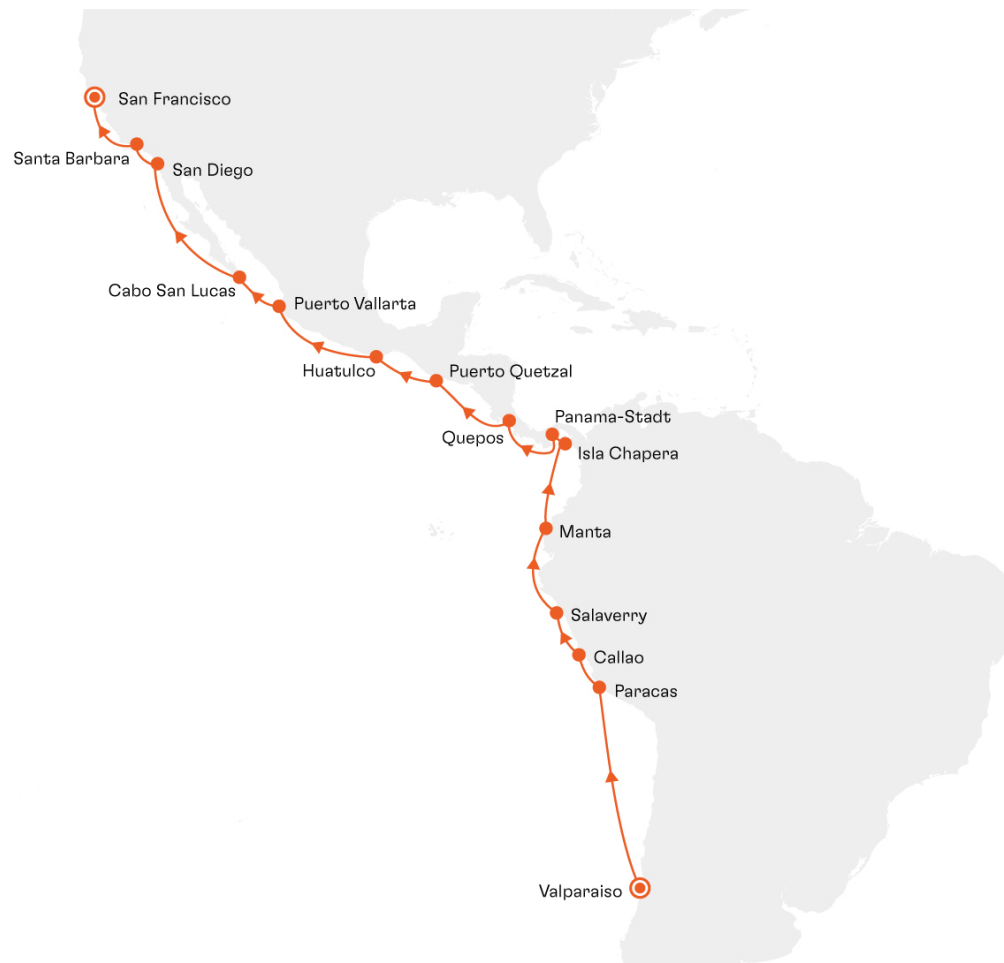 San Francisco
Santa Barbara
San Diego
Cabo San Lucas
Puerto Vallarta
Huatulco
Puerto Quetzal
Panama-Stadt
Quepos
Isla Chapera
Manta
Salaverry
Callao
Paracas
Valparaiso